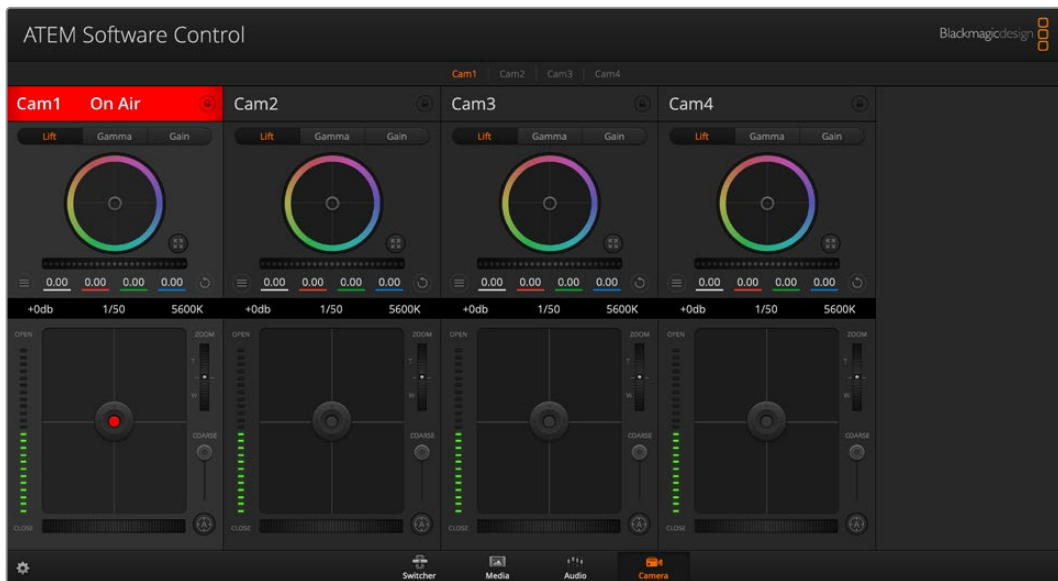 ATEM Software Control
Blackmagicdesign
Cam1 Cam2 Cam3 Cam4
Cam1 On Air Cam2 Cam3 Cam4
Lift Gamma Gain Lift Gamma Gain Lift Gamma Gain Lift Gamma Gain
0.00 0.00 0.00 0.00 0.00 0.00 0.00 0.00 0.00 0.00 0.00 0.00 0.00 0.00 0.00 0.00
+0db 1/50 5600K +0db 1/50 5600K +0db 1/50 5600K +0db 1/50 5600K
OPEN ZOOM OPEN ZOOM OPEN ZOOM OPEN ZOOM
T T T T
W W W W
COARSE COARSE COARSE COARSE
CLOSE A CLOSE A CLOSE A CLOSE A
Switcher Media Audio Camera